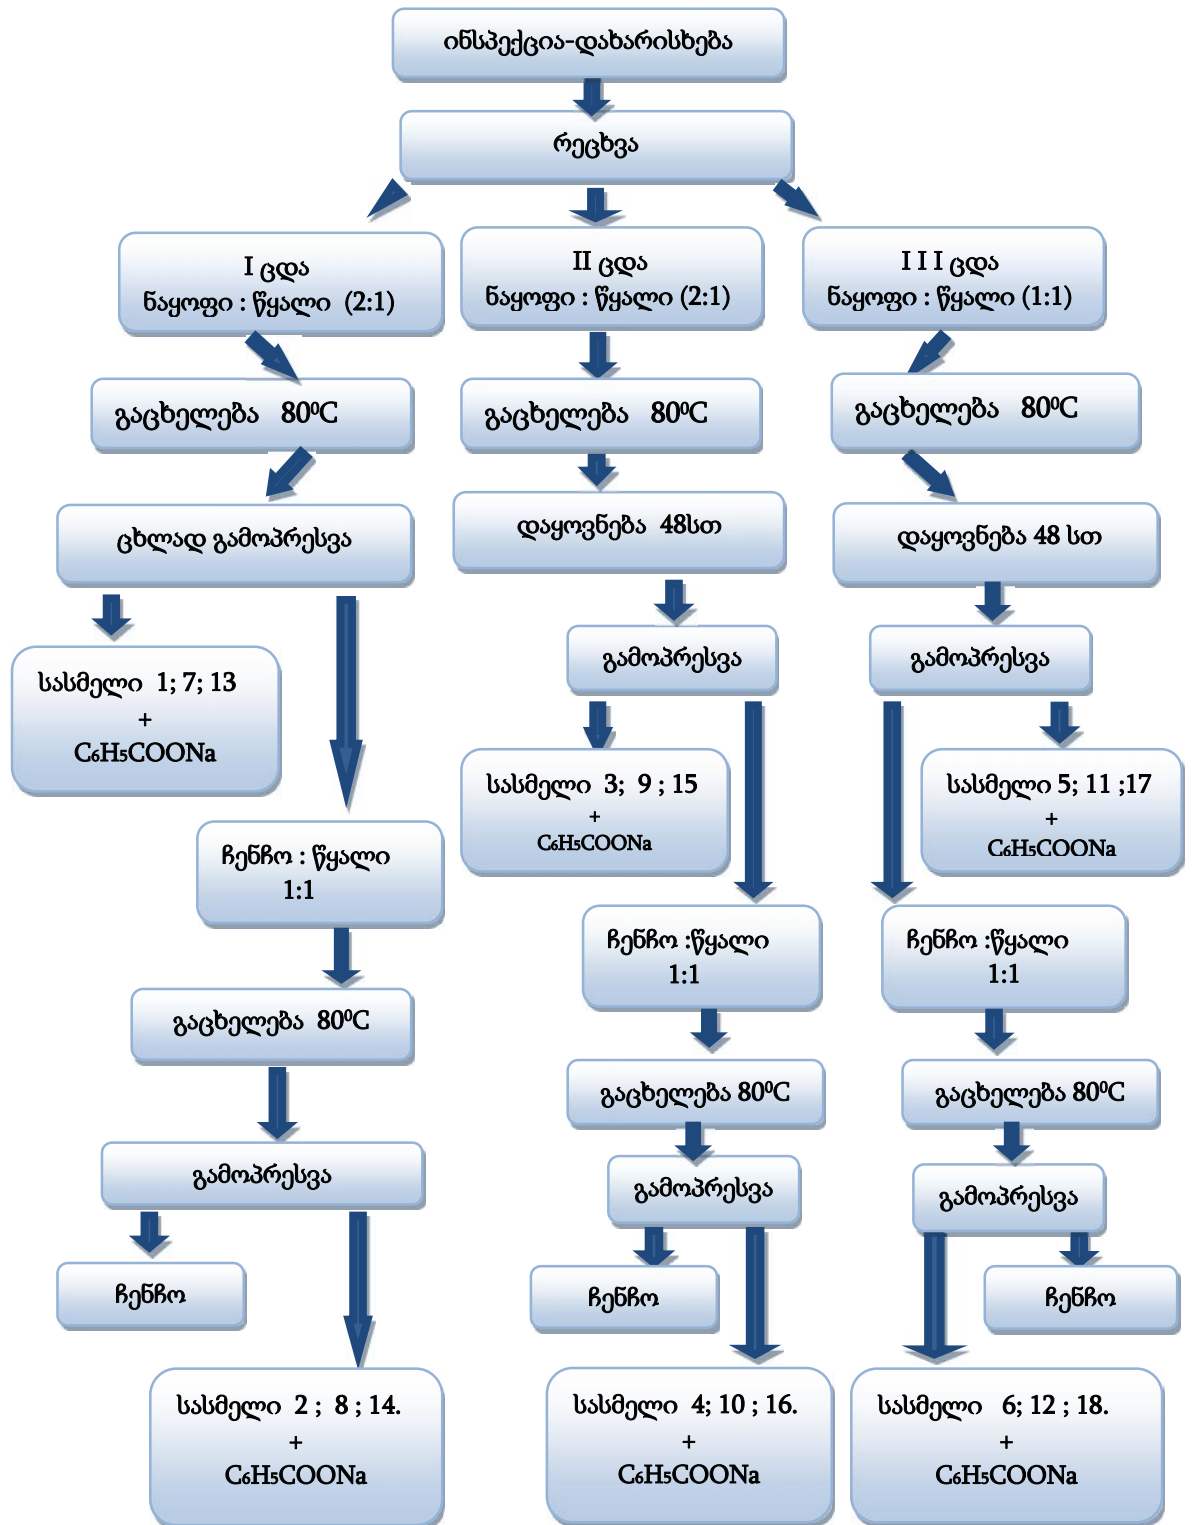 ინსპექცია-დახარისხება
რეცხვა
I ცდა
ნაყოფი : წყალი (2:1)
II ცდა
ნაყოფი : წყალი (2:1)
I I I ცდა
ნაყოფი : წყალი (1:1)
გაცხელება 80⁰C
გაცხელება 80⁰C
გაცხელება 80⁰C
ცხლად გამოპრესვა
დაყოვნება 48სთ
დაყოვნება 48 სთ
გამოპრესვა
გამოპრესვა
სასმელი 1; 7; 13
+
C₆H₅COONa
სასმელი 3; 9 ; 15
+
C₆H₅COONa
სასმელი 5; 11 ;17
+
C₆H₅COONa
ჩენჩო : წყალი
1:1
ჩენჩო :წყალი
1:1
ჩენჩო :წყალი
1:1
გაცხელება 80⁰C
გაცხელება 80⁰C
გაცხელება 80⁰C
გამოპრესვა
გამოპრესვა
გამოპრესვა
ჩენჩო
ჩენჩო
ჩენჩო
სასმელი 2 ; 8 ; 14.
+
C₆H₅COONa
სასმელი 4; 10 ; 16.
+
C₆H₅COONa
სასმელი 6; 12 ; 18.
+
C₆H₅COONa